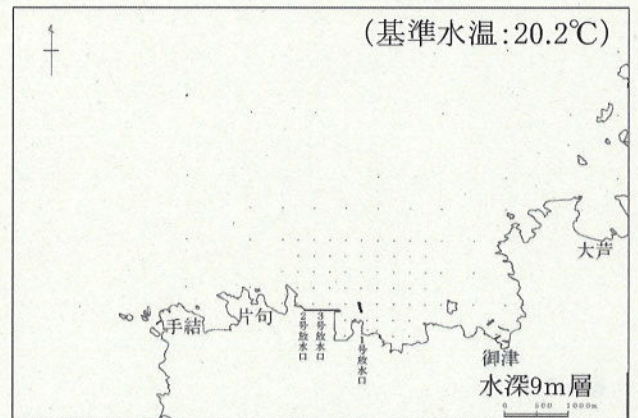 (基準水温:20.2℃)
大芦
片句
手結
2号放水口
3号放水口
1号放水口
御津
水深9m層
0 500 1000m